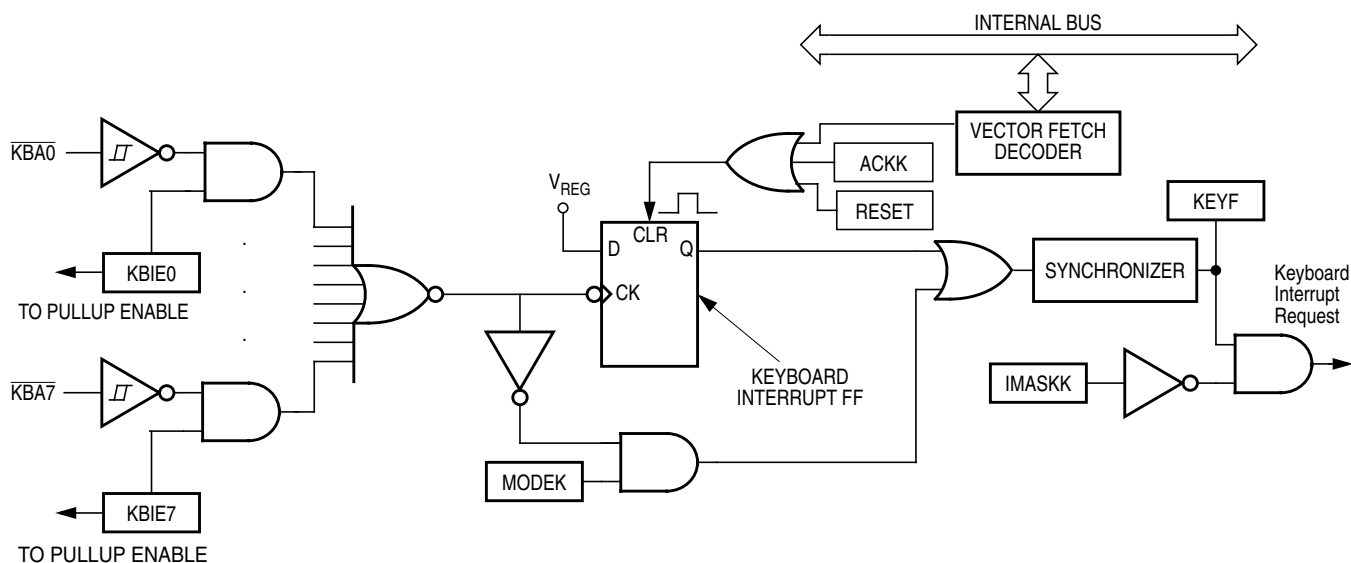 INTERNAL BUS
VECTOR FETCH
DECODER
ACKK
RESET
KBA0
KBIE0
TO PULLUP ENABLE
VREG
D
CLR
Q
CK
KEYF
SYNCHRONIZER
Keyboard
Interrupt
Request
KBA7
KBIE7
TO PULLUP ENABLE
KEYBOARD
INTERRUPT FF
IMASKK
MODEK